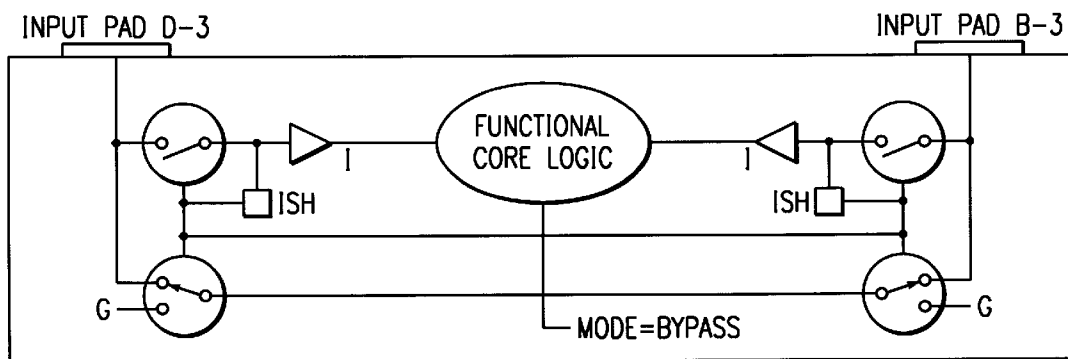 INPUT PAD D-3
INPUT PAD B-3
FUNCTIONAL
CORE LOGIC
I
I
ISH
ISH
G
G
MODE=BYPASS